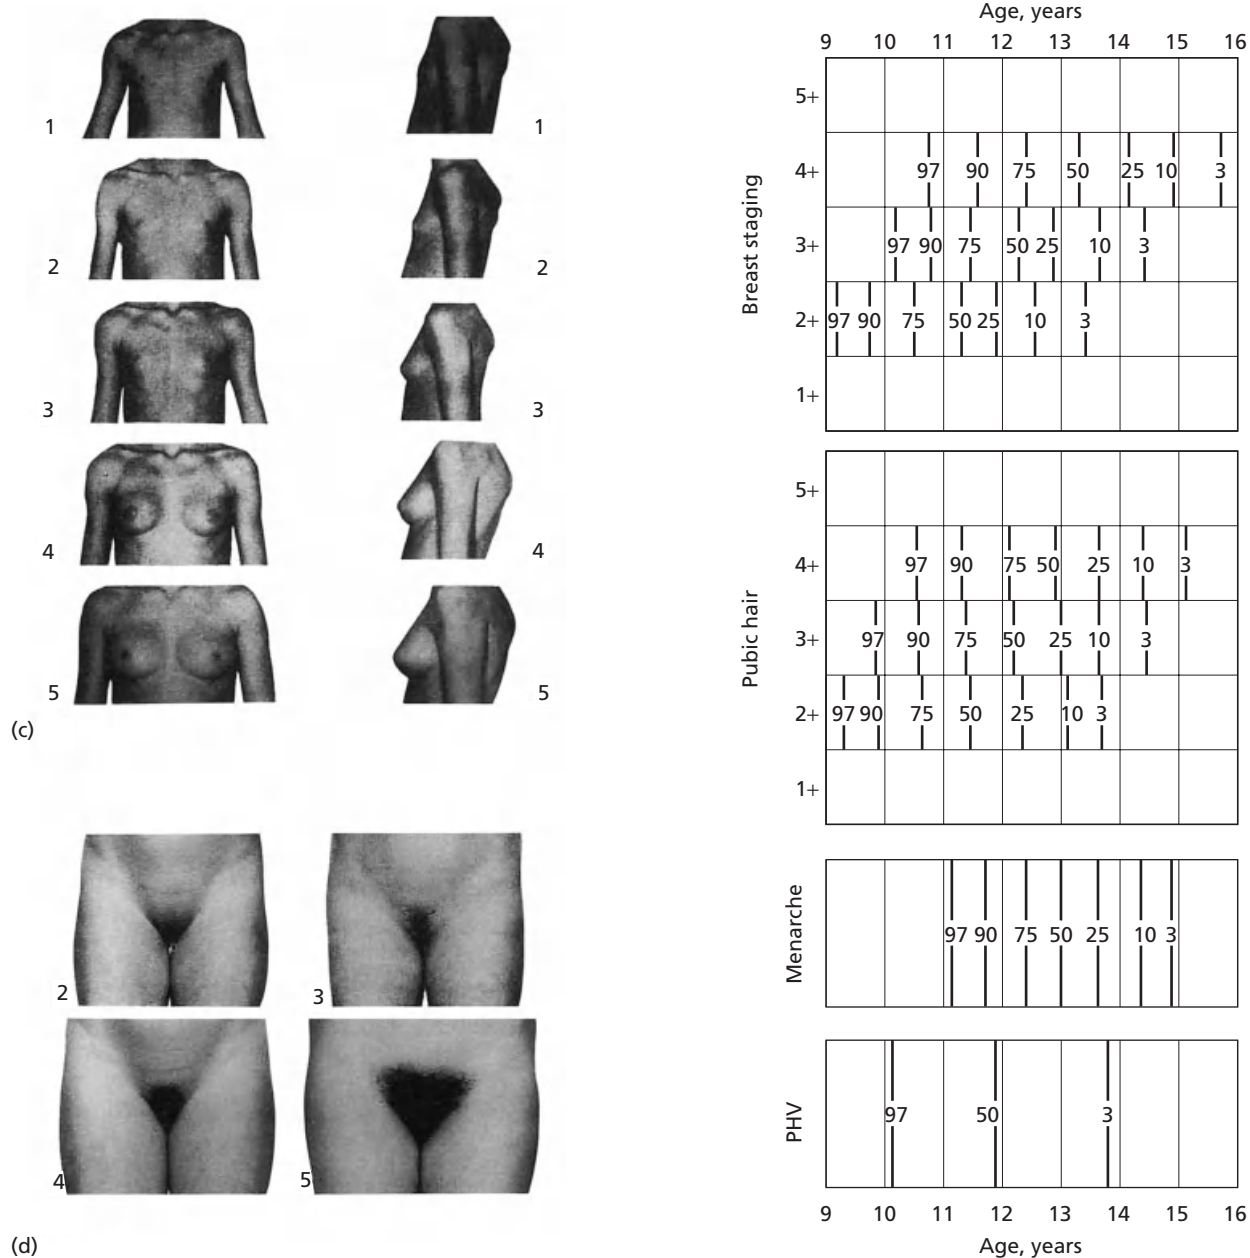 1
1
2
2
3
3
4
4
5
5
(c)
2
3
4
5
(d)
Age, years
9 10 11 12 13 14 15 16
Breast staging
5+
4+ 97 90 75 50 25 10 3
3+ 97 90 75 50 25 10 3
2+ 97 90 75 50 25 10 3
1+
Pubic hair
5+
4+ 97 90 75 50 25 10 3
3+ 97 90 75 50 25 10 3
2+ 97 90 75 50 25 10 3
1+
Menarche
97 90 75 50 25 10 3
PHV
97 50 3
9 10 11 12 13 14 15 16
Age, years